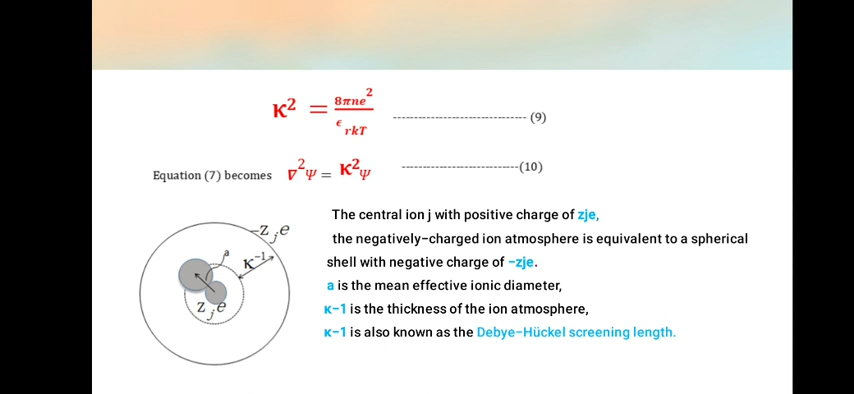 κ² = 8πne² / ϵrkT ------------------------------ (9)
Equation (7) becomes ∇²Ψ = κ²Ψ --------------------------(10)
The central ion j with positive charge of zje,
the negatively-charged ion atmosphere is equivalent to a spherical
shell with negative charge of -zje.
a is the mean effective ionic diameter,
κ-1 is the thickness of the ion atmosphere,
κ-1 is also known as the Debye-Hückel screening length.
-Zje
a
κ⁻¹
Zje